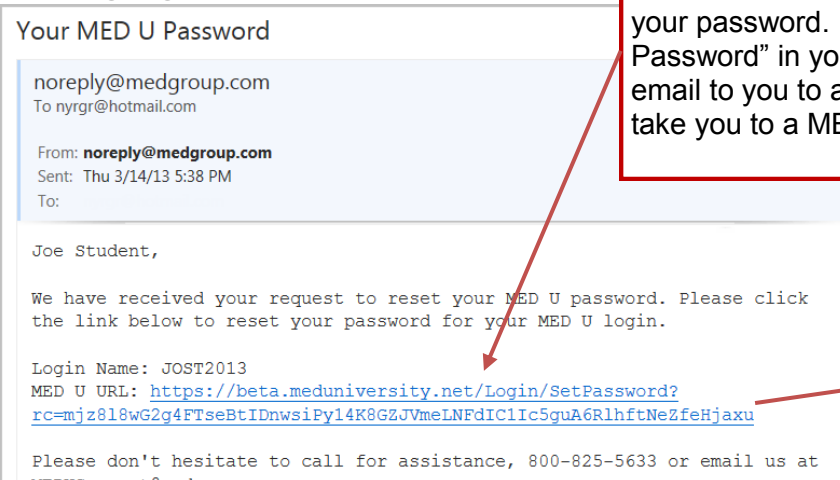 Your MED U Password
your password.
Password” in
email to you to
take you to a
noreply@medgroup.com
To nyrgr@hotmail.com
From: noreply@medgroup.com
Sent: Thu 3/14/13 5:38 PM
To:
Joe Student,
We have received your request to reset your MED U password. Please click
the link below to reset your password for your MED U login.
Login Name: JOST2013
MED U URL: https://beta.meduniversity.net/Login/SetPassword?
rc=mjz8l8wG2g4FTseBtIDnwsiPy14K8GZJVmeLNFdIC1Ic5guA6RlhftNeZfeHjaxu
Please don't hesitate to call for assistance, 800-825-5633 or email us at